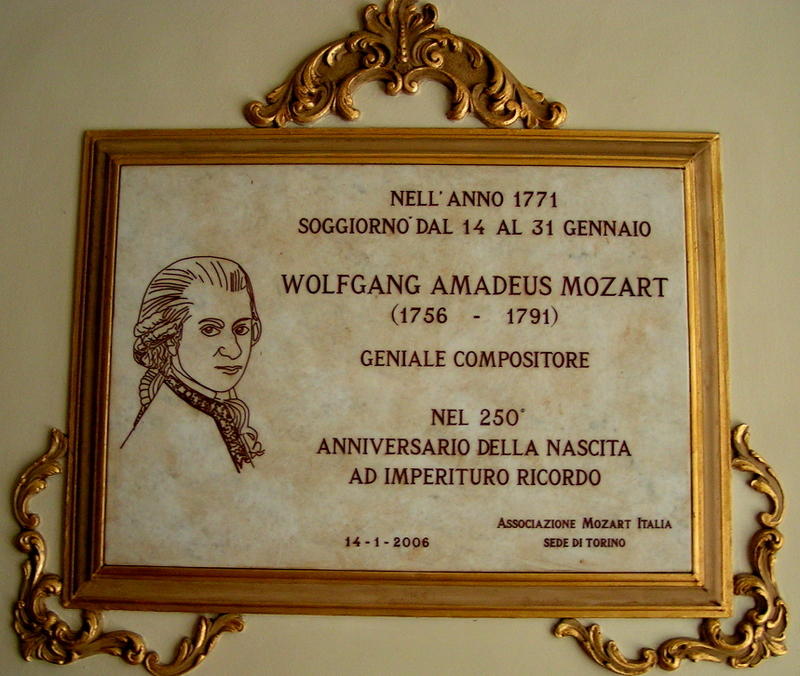 NELL' ANNO 1771
SOGGIORNO' DAL 14 AL 31 GENNAIO
WOLFGANG AMADEUS MOZART
(1756 - 1791)
GENIALE COMPOSITORE
NEL 250°
ANNIVERSARIO DELLA NASCITA
AD IMPERITURO RICORDO
ASSOCIAZIONE MOZART ITALIA
14-1-2006 SEDE DI TORINO